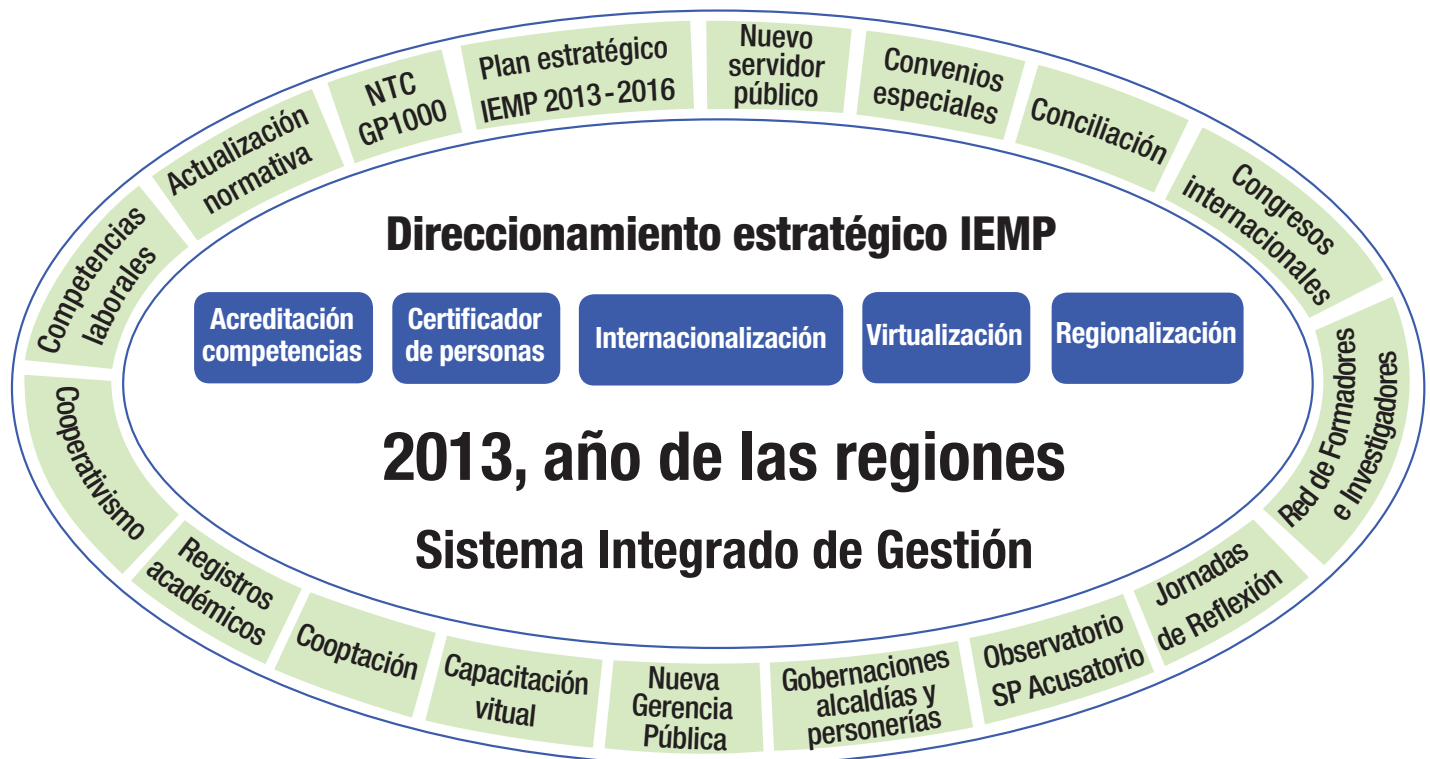 Plan estratégico
IEMP 2013-2016
Nuevo
servidor
público
Convenios
especiales
Conciliación
Congresos
internacionales
Red de Formadores
e Investigadores
Jornadas
de Reflexión
Observatorio
SP Acusatorio
Gobernaciones
alcaldías y
personerías
Nueva
Gerencia
Pública
Capacitación
vitual
Cooptación
Registros
académicos
Cooperativismo
Competencias
laborales
Actualización
normativa
NTC
GP1000
Direccionamiento estratégico IEMP
Acreditación
competencias
Certificador
de personas
Internacionalización
Virtualización
Regionalización
2013, año de las regiones
Sistema Integrado de Gestión